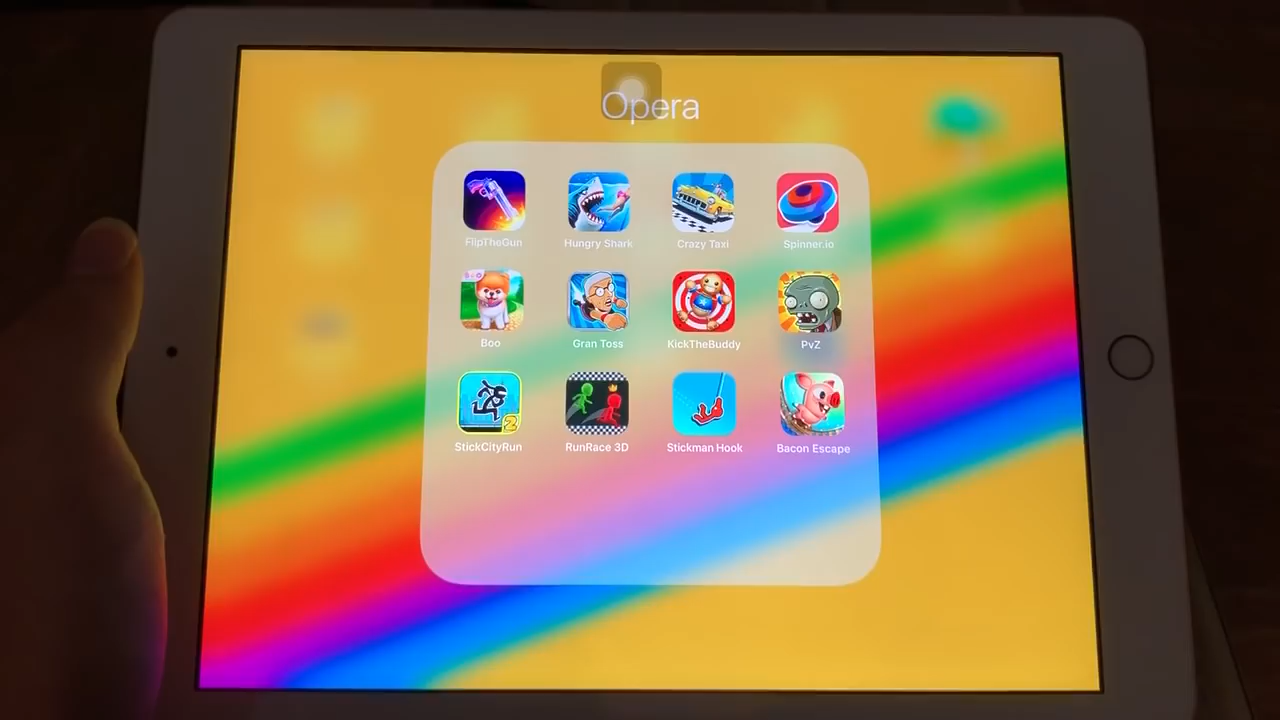 Opera
FlipTheGun Hungry Shark Crazy Taxi Spinner.io
Boo Gran Toss KickTheBuddy PvZ
2
StickCityRun RunRace 3D Stickman Hook Bacon Escape